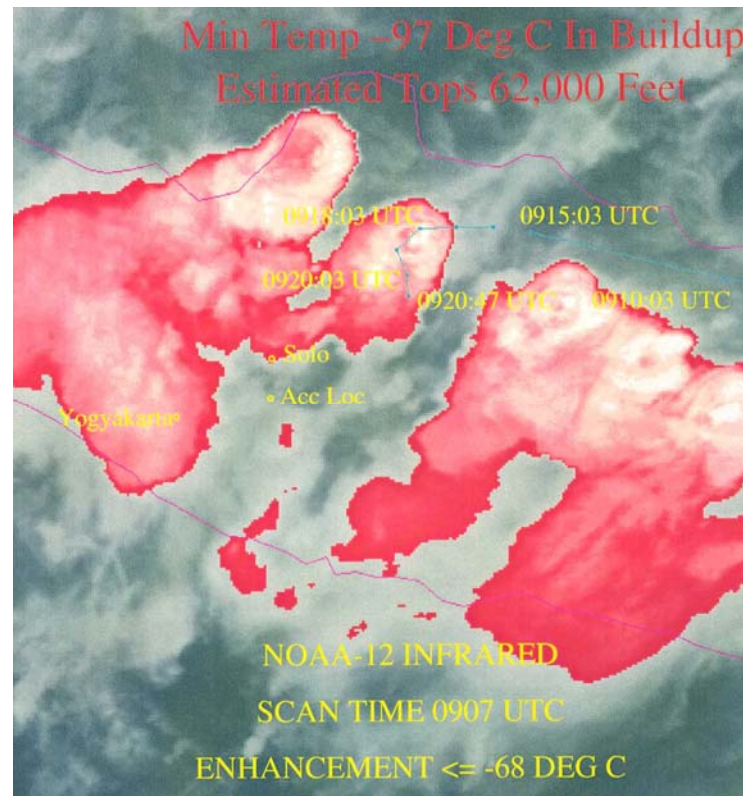 Min Temp –97 Deg C In Buildup
Estimated Tops 62,000 Feet
0918:03 UTC
0915:03 UTC
0920:03 UTC
0920:47 UTC
0910:03 UTC
Solo
Acc Loc
Yogyakarta
NOAA-12 INFRARED
SCAN TIME 0907 UTC
ENHANCEMENT <= -68 DEG C